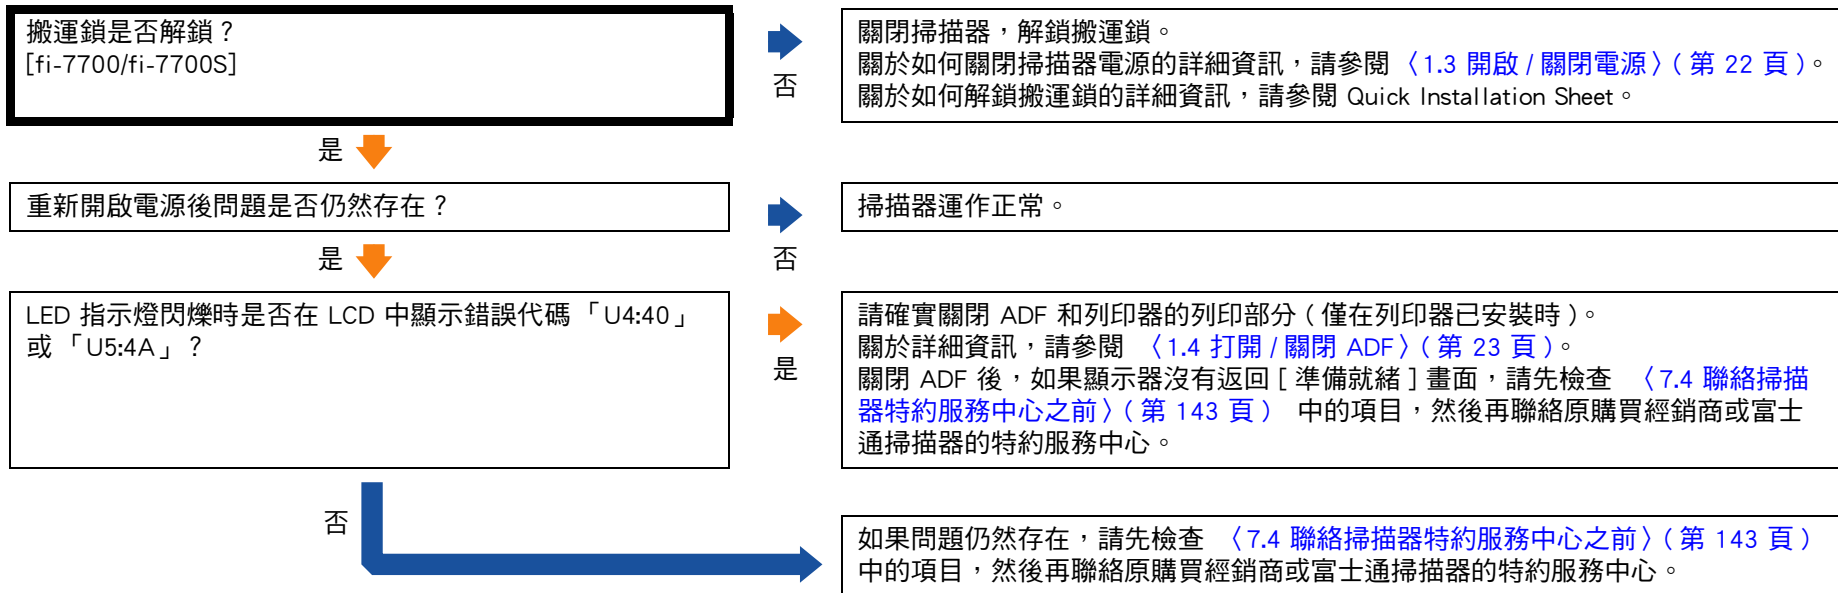 搬運鎖是否解鎖？
[fi-7700/fi-7700S]
否
關閉掃描器，解鎖搬運鎖。
關於如何關閉掃描器電源的詳細資訊，請參閱 〈1.3 開啟 / 關閉電源〉( 第 22 頁 )。
關於如何解鎖搬運鎖的詳細資訊，請參閱 Quick Installation Sheet。
是
重新開啟電源後問題是否仍然存在？
否
掃描器運作正常。
是
LED 指示燈閃爍時是否在 LCD 中顯示錯誤代碼 「U4:40」
或 「U5:4A」？
是
請確實關閉 ADF 和列印器的列印部分 ( 僅在列印器已安裝時 )。
關於詳細資訊，請參閱 〈1.4 打開 / 關閉 ADF〉( 第 23 頁 )。
關閉 ADF 後，如果顯示器沒有返回 [ 準備就緒 ] 畫面，請先檢查 〈7.4 聯絡掃描
器特約服務中心之前〉( 第 143 頁 ) 中的項目，然後再聯絡原購買經銷商或富士
通掃描器的特約服務中心。
否
如果問題仍然存在，請先檢查 〈7.4 聯絡掃描器特約服務中心之前〉( 第 143 頁 )
中的項目，然後再聯絡原購買經銷商或富士通掃描器的特約服務中心。